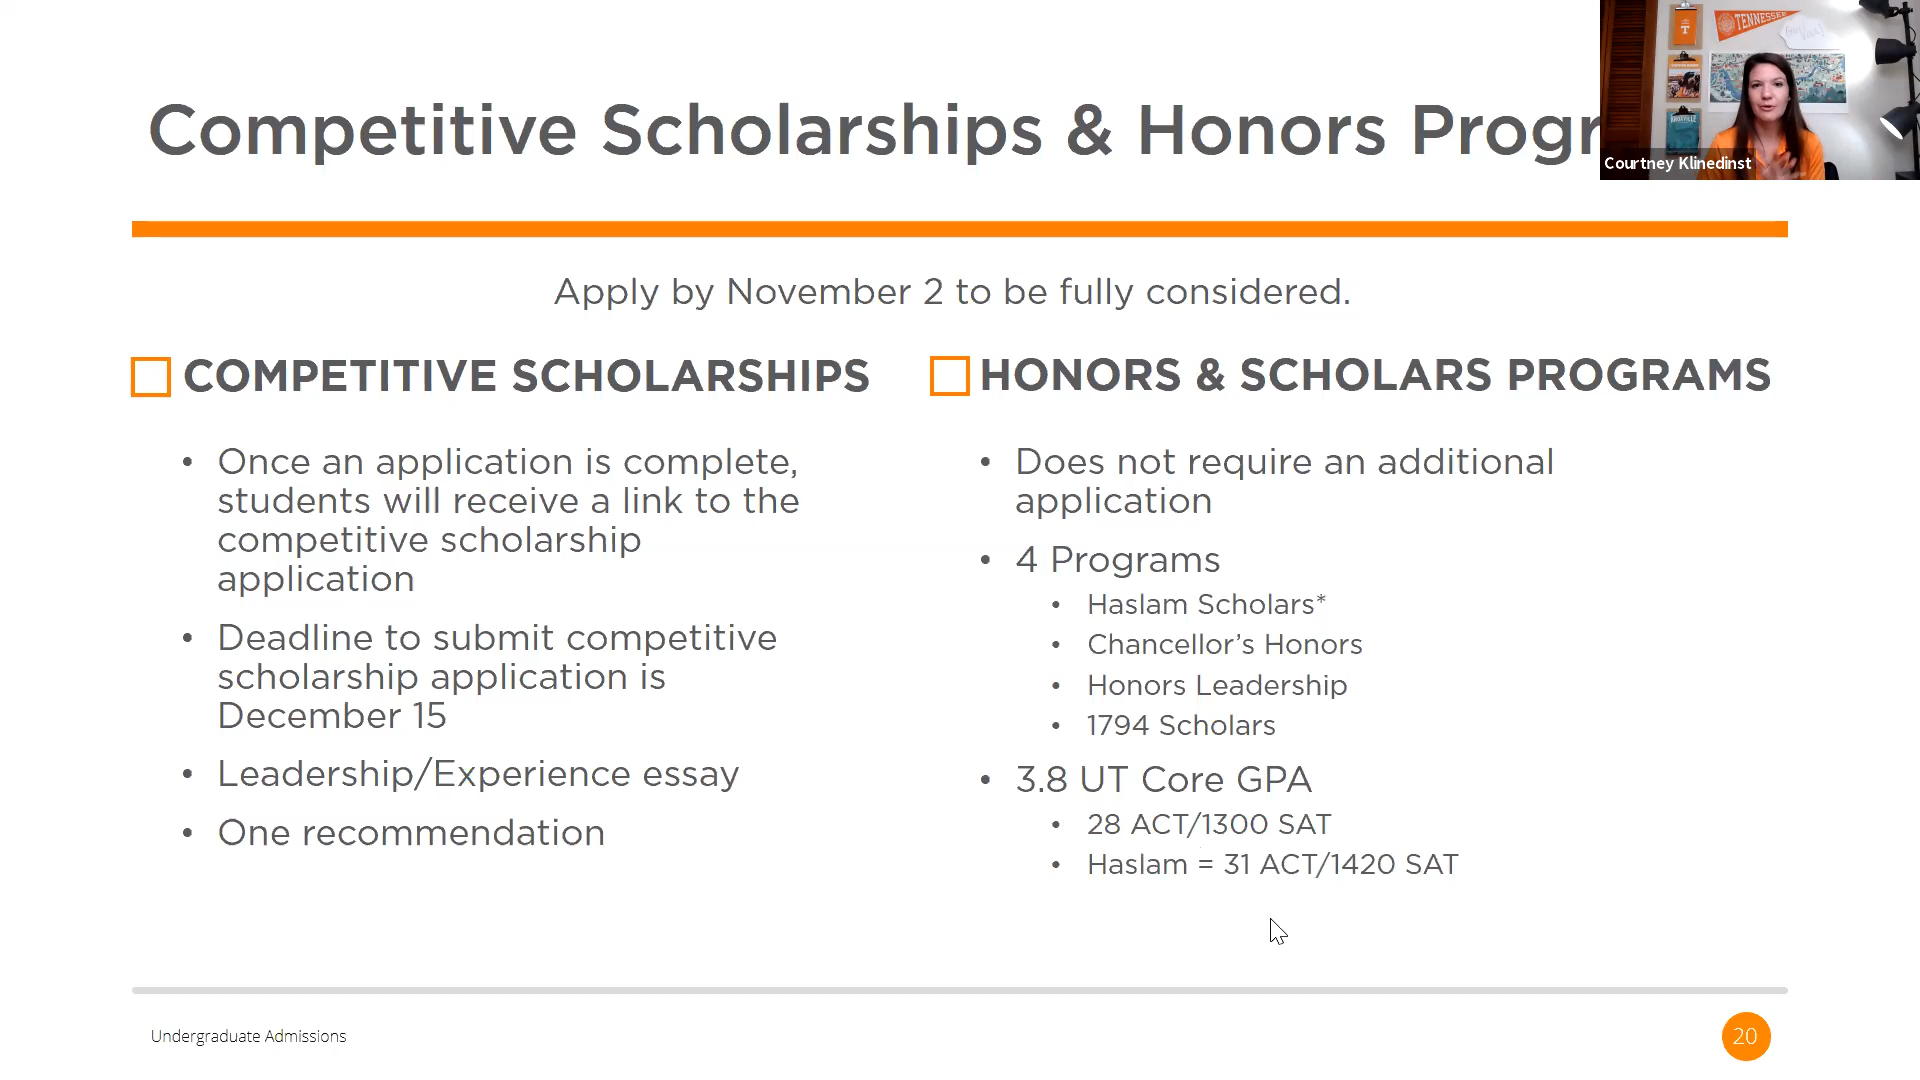 Competitive Scholarships & Honors Progr
TENNESSEE
KNOXVILLE
Courtney Klinedinst
Apply by November 2 to be fully considered.
COMPETITIVE SCHOLARSHIPS
• Once an application is complete,
students will receive a link to the
competitive scholarship
application
• Deadline to submit competitive
scholarship application is
December 15
• Leadership/Experience essay
• One recommendation
HONORS & SCHOLARS PROGRAMS
• Does not require an additional
application
• 4 Programs
• Haslam Scholars*
• Chancellor’s Honors
• Honors Leadership
• 1794 Scholars
• 3.8 UT Core GPA
• 28 ACT/1300 SAT
• Haslam = 31 ACT/1420 SAT
Undergraduate Admissions
20